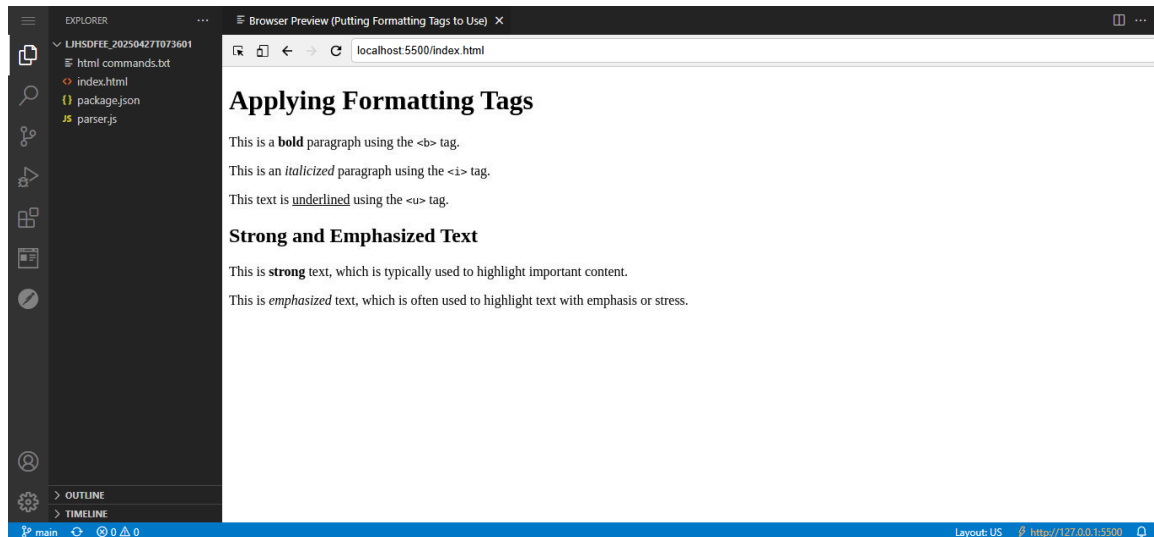 EXPLORER
LJHSDFEE_20250427T073601
html commands.txt
index.html
package.json
parser.js
OUTLINE
TIMELINE
Browser Preview (Putting Formatting Tags to Use)
localhost:5500/index.html
Applying Formatting Tags
This is a bold paragraph using the <b> tag.
This is an italicized paragraph using the <i> tag.
This text is underlined using the <u> tag.
Strong and Emphasized Text
This is strong text, which is typically used to highlight important content.
This is emphasized text, which is often used to highlight text with emphasis or stress.
main 0 0 Layout: US http://127.0.0.1:5500